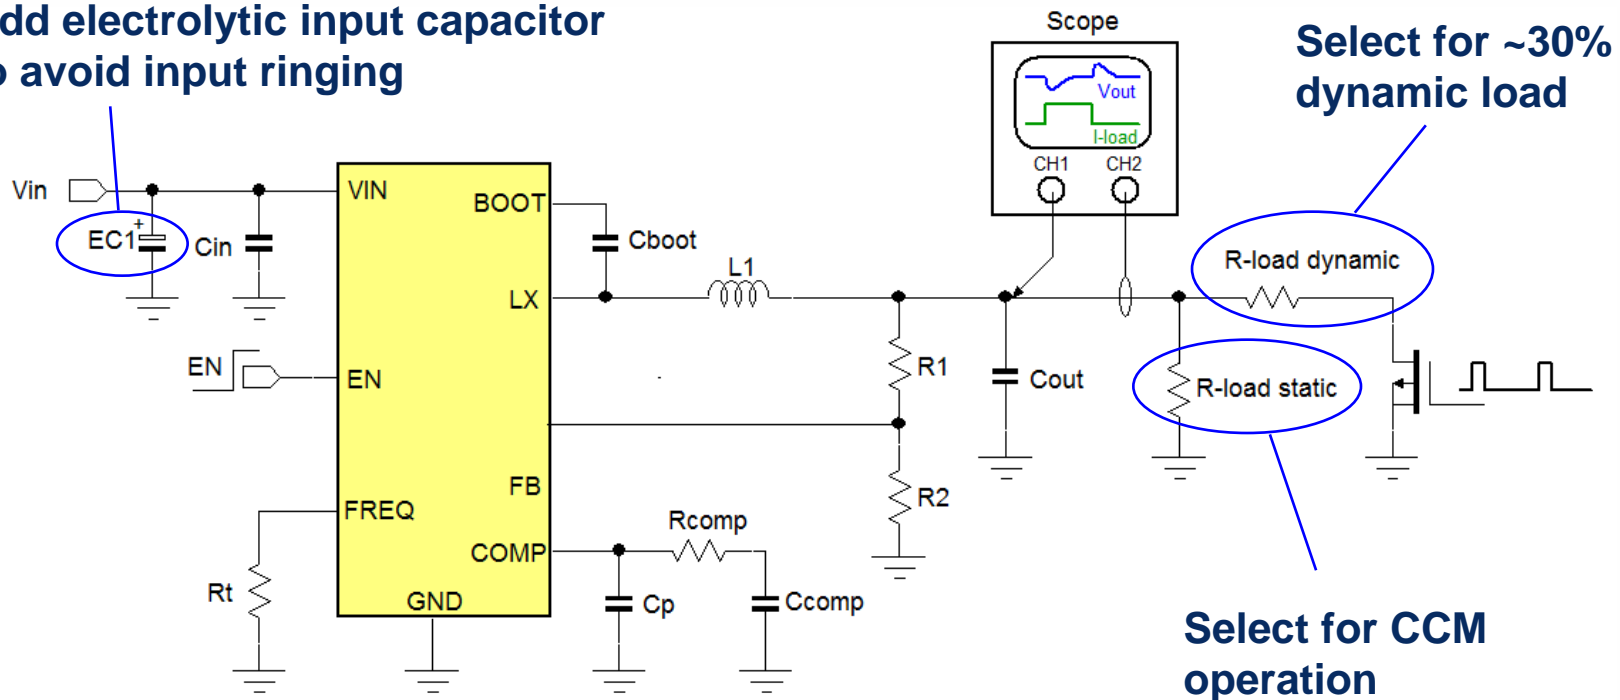 dd electrolytic input capacitor
avoid input ringing
Scope
Select for ~30%
dynamic load
Vout
I-load
CH1 CH2
Vin
VIN
BOOT
EC1
+
Cin
Cboot
L1
R-load dynamic
LX
EN
EN
R1
Cout
R-load static
FB
R2
FREQ
Rcomp
COMP
Rt
GND
Cp
Ccomp
Select for CCM
operation